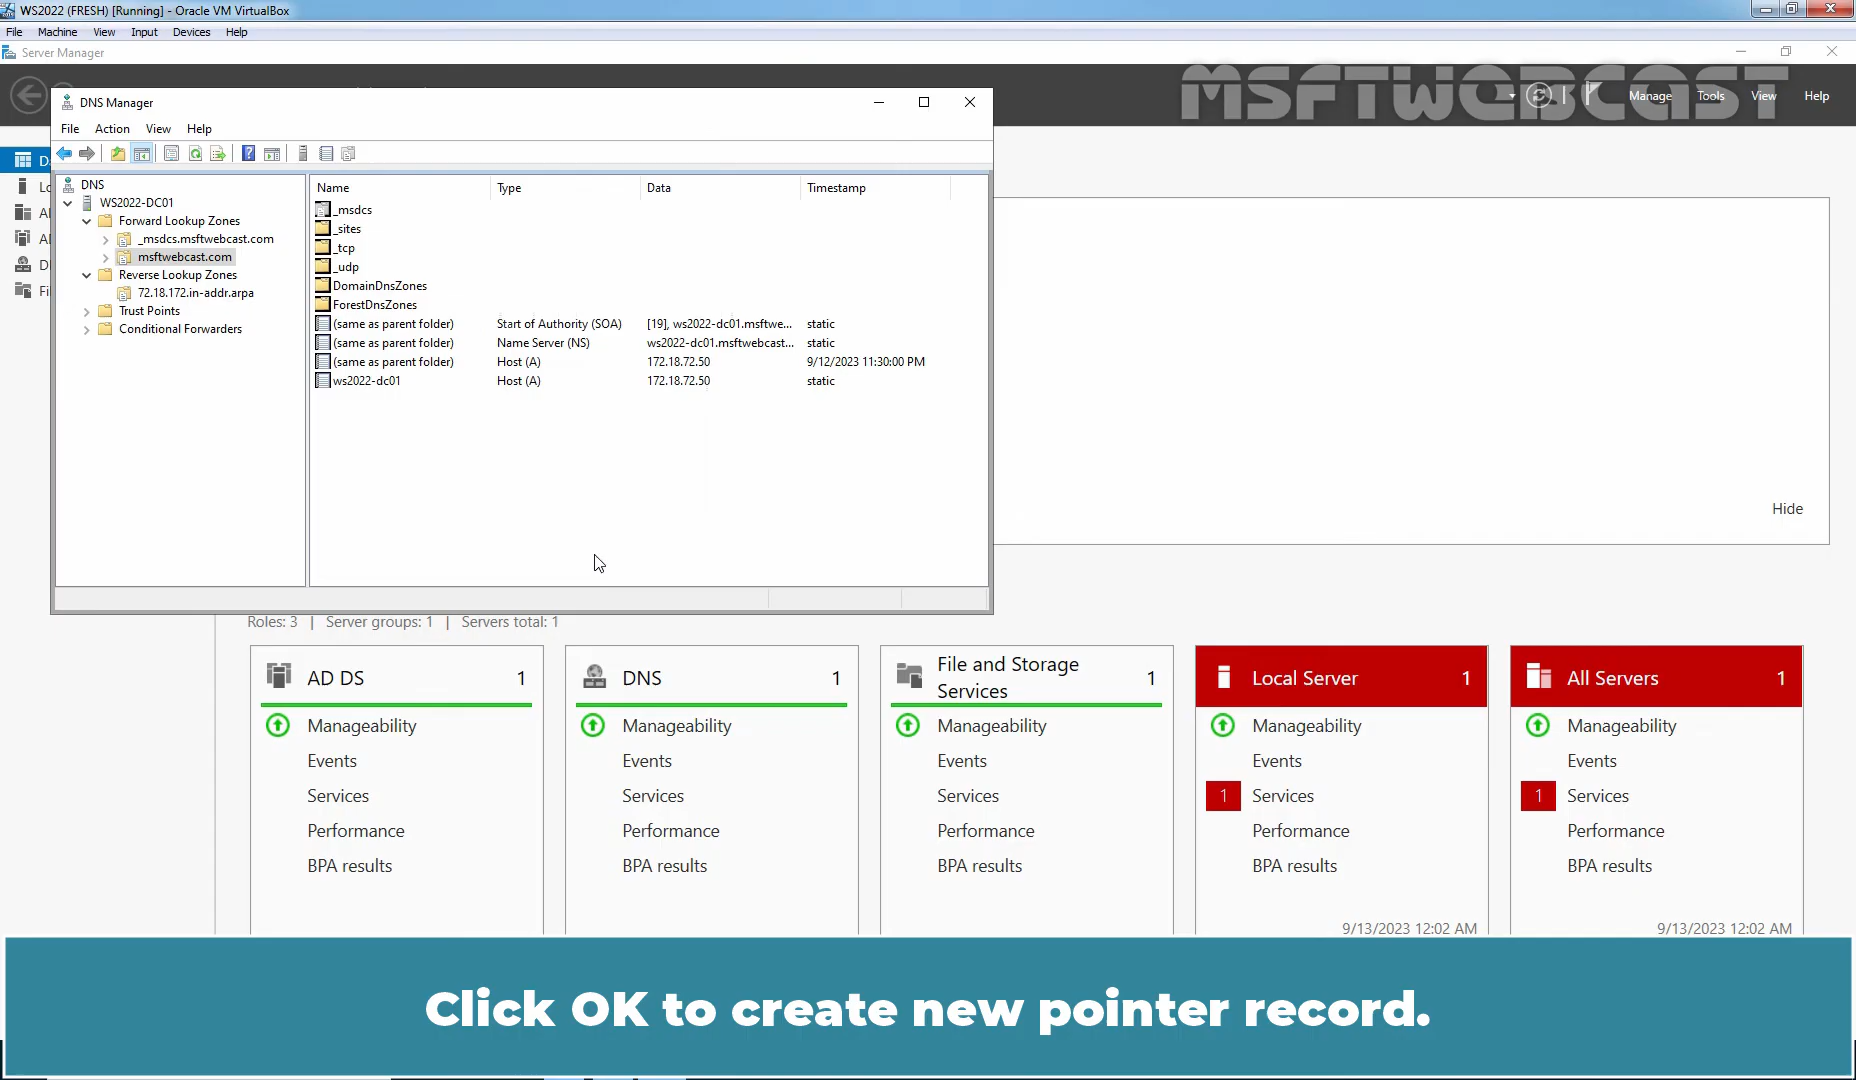 WS2022 (FRESH) [Running] - Oracle VM VirtualBox
File Machine View Input Devices Help
Server Manager
MSFTWEBCAST
Manage Tools View Help
DNS Manager
File Action View Help
DNS
WS2022-DC01
Forward Lookup Zones
_msdcs.msftwebcast.com
msftwebcast.com
Reverse Lookup Zones
72.18.172.in-addr.arpa
Trust Points
Conditional Forwarders
Name Type Data Timestamp
_msdcs
_sites
_tcp
_udp
DomainDnsZones
ForestDnsZones
(same as parent folder) Start of Authority (SOA) [19], ws2022-dc01.msftwe... static
(same as parent folder) Name Server (NS) ws2022-dc01.msftwebcast... static
(same as parent folder) Host (A) 172.18.72.50 9/12/2023 11:30:00 PM
ws2022-dc01 Host (A) 172.18.72.50 static
Hide
Roles: 3 | Server groups: 1 | Servers total: 1
AD DS 1
Manageability
Events
Services
Performance
BPA results
DNS 1
Manageability
Events
Services
Performance
BPA results
File and Storage Services 1
Manageability
Events
Services
Performance
BPA results
Local Server 1
Manageability
Events
1 Services
Performance
BPA results
9/13/2023 12:02 AM
All Servers 1
Manageability
Events
1 Services
Performance
BPA results
9/13/2023 12:02 AM
Click OK to create new pointer record.